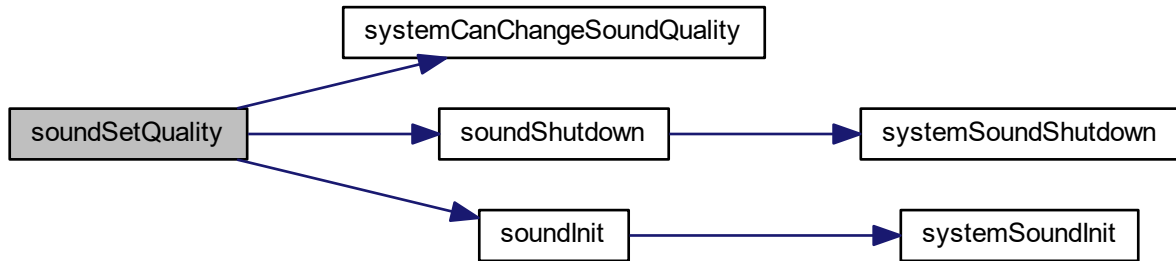 systemCanChangeSoundQuality
soundSetQuality
soundShutdown
systemSoundShutdown
soundInit
systemSoundInit